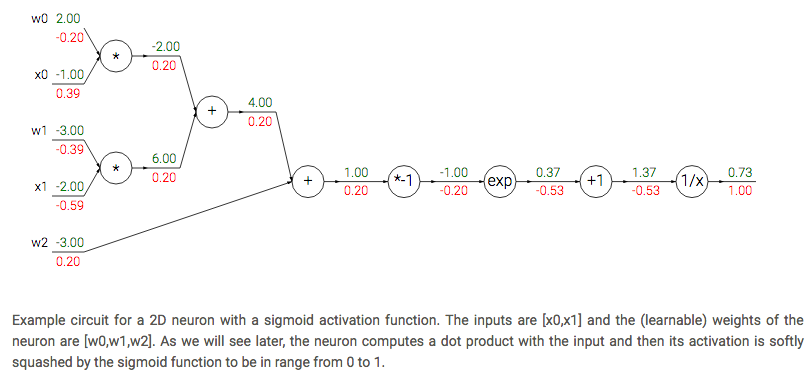 w0 2.00
-0.20
* -2.00
0.20
x0 -1.00
0.39
+ 4.00
0.20
w1 -3.00
-0.39
* 6.00
0.20
x1 -2.00
-0.59
+ 1.00 *-1 -1.00 exp 0.37 +1 1.37 1/x 0.73
0.20 -0.20 -0.53 -0.53 1.00
w2 -3.00
0.20
Example circuit for a 2D neuron with a sigmoid activation function. The inputs are [x0,x1] and the (learnable) weights of the
neuron are [w0,w1,w2]. As we will see later, the neuron computes a dot product with the input and then its activation is softly
squashed by the sigmoid function to be in range from 0 to 1.